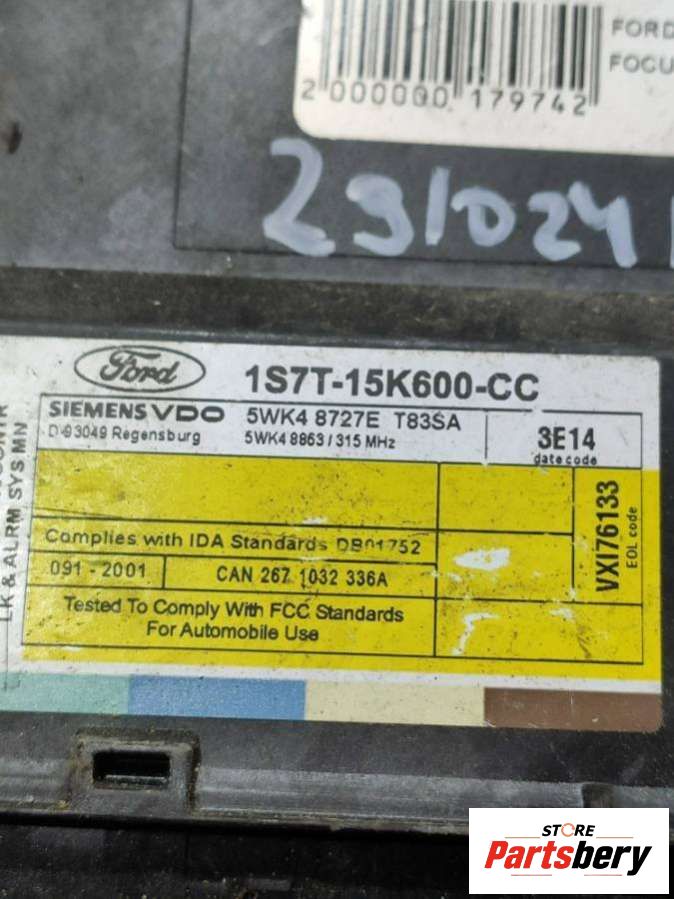 FORD
FOCU
2 000000 179742
291024
Ford
1S7T-15K600-CC
SIEMENS VDO
D-93049 Regensburg
5WK4 8727E T83SA
5WK4 8863 / 315 MHz
3E14
date code
LK & ALRM SYS MN
Complies with IDA Standards DB01752
091 - 2001
CAN 267 1032 336A
VXI76133
EOL code
Tested To Comply With FCC Standards
For Automobile Use
STORE
Partsbery